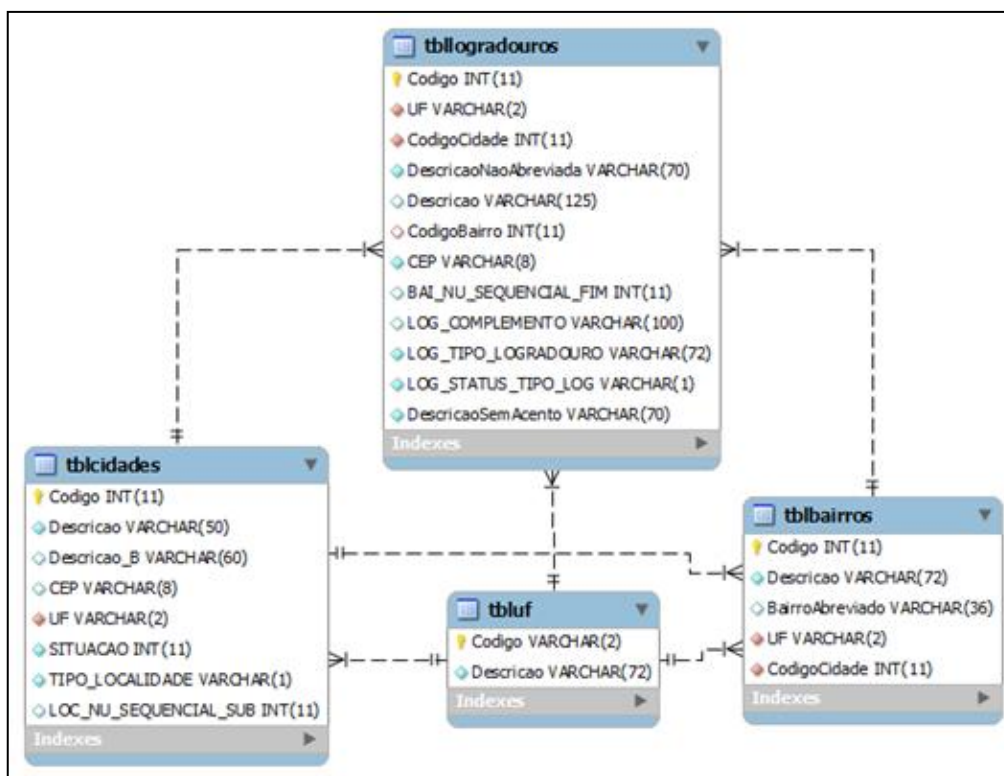 tbllogradouros
Codigo INT(11)
UF VARCHAR(2)
CodigoCidade INT(11)
DescricaoNaoAbreviada VARCHAR(70)
Descricao VARCHAR(125)
CodigoBairro INT(11)
CEP VARCHAR(8)
BAI_NU_SEQUENCIAL_FIM INT(11)
LOG_COMPLEMENTO VARCHAR(100)
LOG_TIPO_LOGRADOURO VARCHAR(72)
LOG_STATUS_TIPO_LOG VARCHAR(1)
DescricaoSemAcento VARCHAR(70)
Indexes
tblcidades
Codigo INT(11)
Descricao VARCHAR(50)
Descricao_B VARCHAR(60)
CEP VARCHAR(8)
UF VARCHAR(2)
SITUACAO INT(11)
TIPO_LOCALIDADE VARCHAR(1)
LOC_NU_SEQUENCIAL_SUB INT(11)
Indexes
tbluf
Codigo VARCHAR(2)
Descricao VARCHAR(72)
Indexes
tblbairros
Codigo INT(11)
Descricao VARCHAR(72)
BairroAbreviado VARCHAR(36)
UF VARCHAR(2)
CodigoCidade INT(11)
Indexes